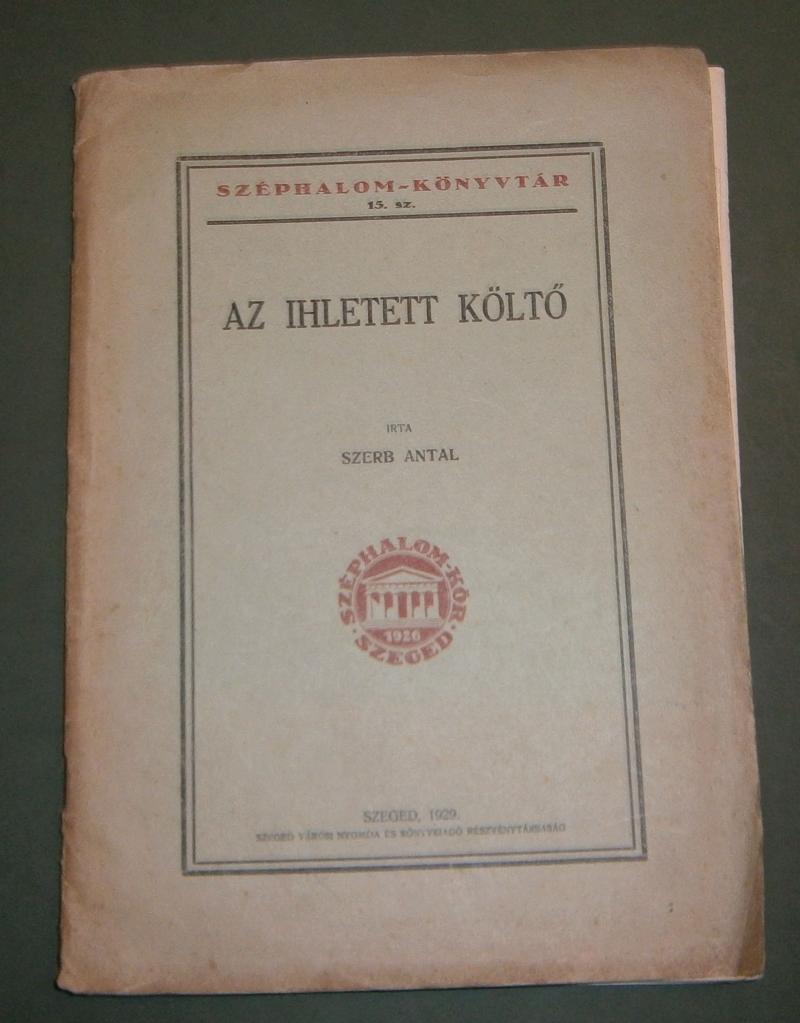 SZÉPHALOM-KÖNYVTÁR
15. sz.
AZ IHLETETT KÖLTŐ
IRTA
SZERB ANTAL
SZÉPHALOM-KÖR
1926
SZEGED
SZEGED, 1929.
SZEGED VÁROSI NYOMDA ÉS KÖNYVKIADÓ RÉSZVÉNYTÁRSASÁG